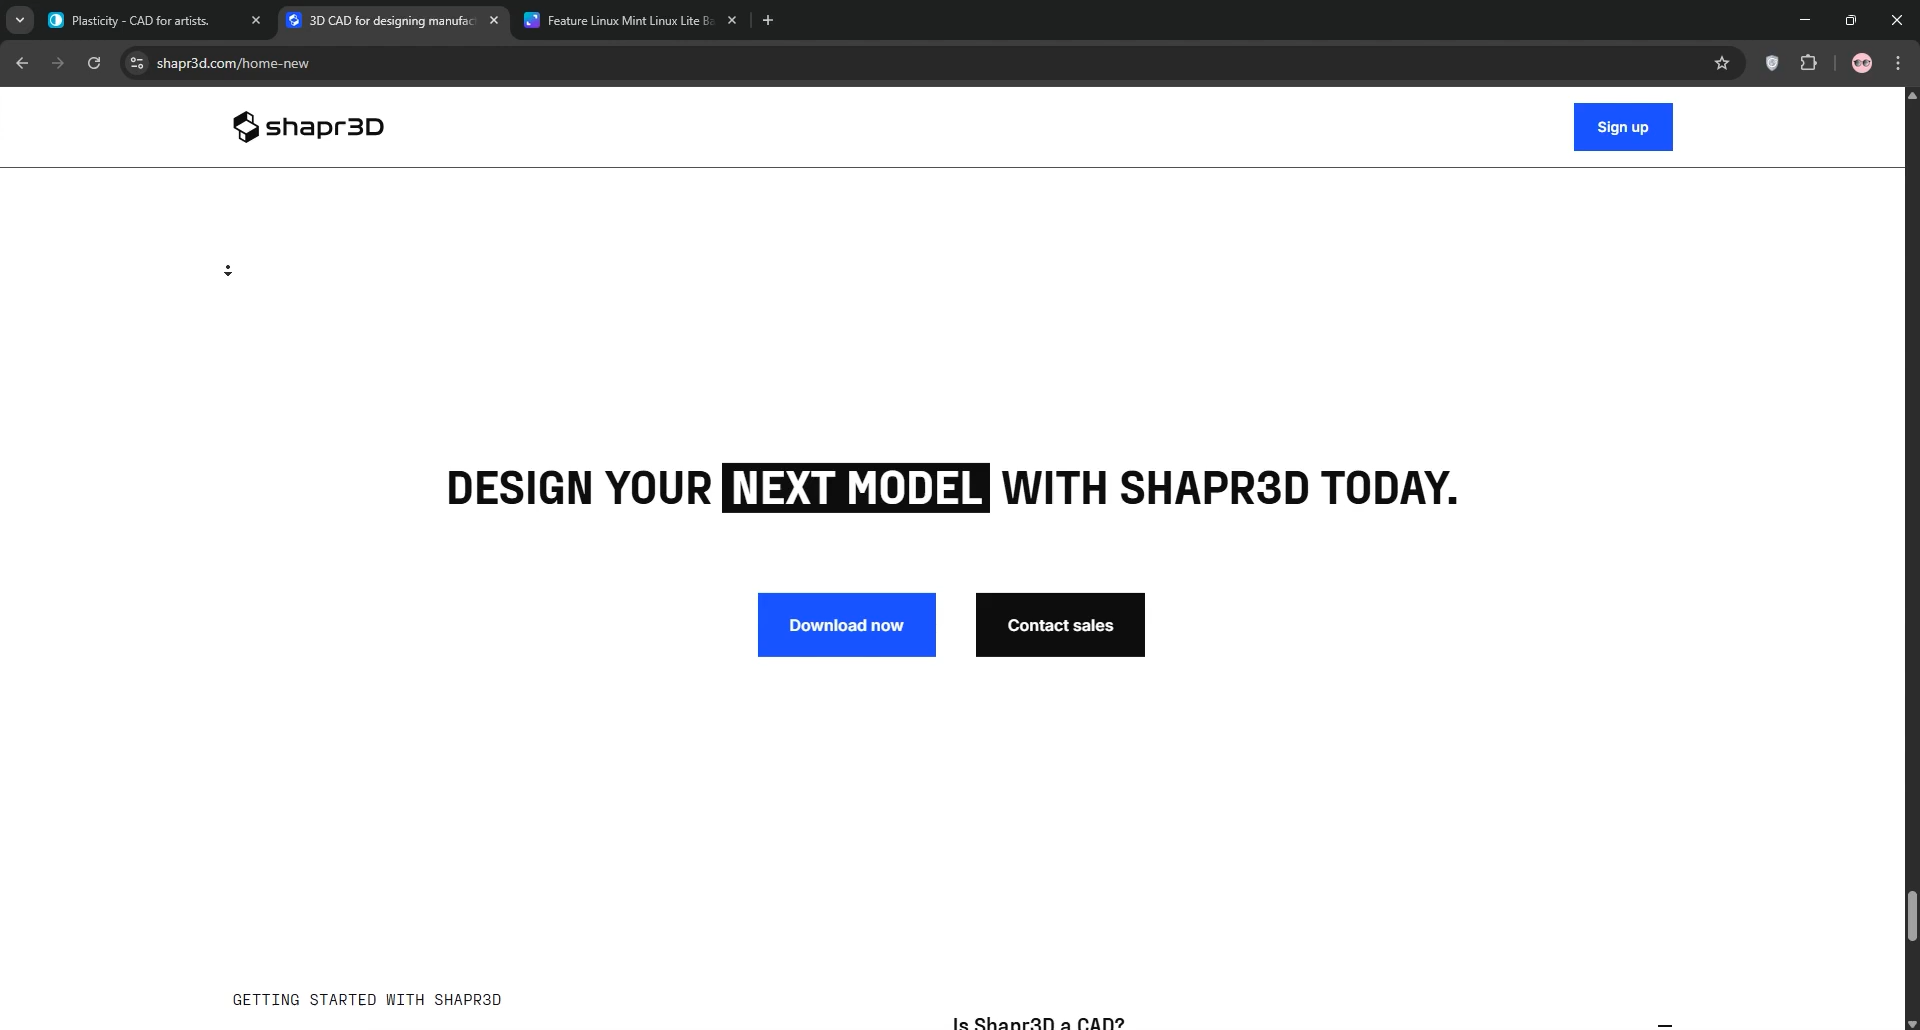 Plasticity - CAD for artists.
3D CAD for designing manufac
Feature Linux Mint Linux Lite Ba
shapr3d.com/home-new
shapr3D
Sign up
DESIGN YOUR NEXT MODEL WITH SHAPR3D TODAY.
Download now
Contact sales
GETTING STARTED WITH SHAPR3D
Is Shapr3D a CAD?